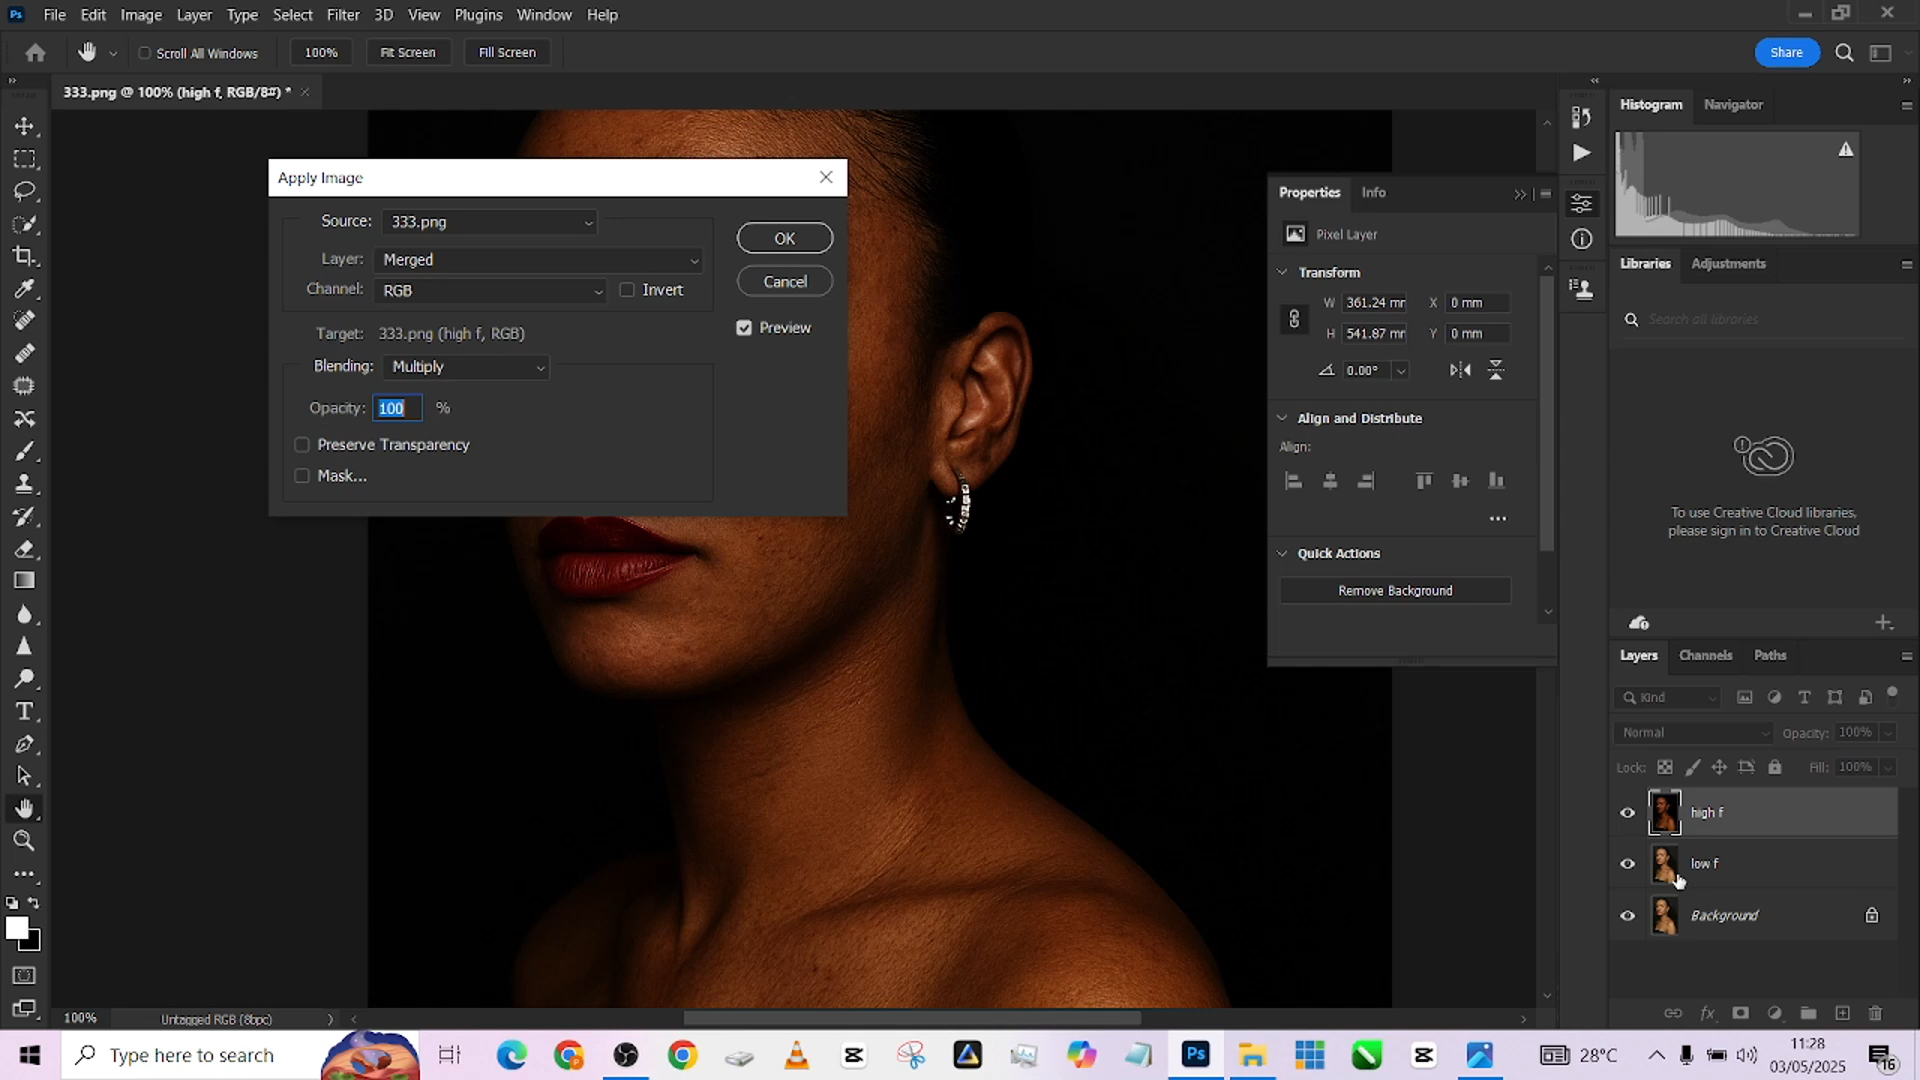 Ps File Edit Image Layer Type Select Filter 3D View Plugins Window Help
Scroll All Windows 100% Fit Screen Fill Screen Share
333.png @ 100% (high f, RGB/8#) *
Histogram Navigator
Apply Image
Source: 333.png
OK
Layer: Merged
Channel: RGB Invert
Cancel
Target: 333.png (high f, RGB)
Preview
Blending: Multiply
Opacity: 100 %
Preserve Transparency
Mask...
Properties Info
Pixel Layer
Transform
W 361.24 mm X 0 mm
H 541.87 mm Y 0 mm
0.00°
Align and Distribute
Align:
Quick Actions
Remove Background
Libraries Adjustments
Search all libraries
To use Creative Cloud libraries,
please sign in to Creative Cloud
Layers Channels Paths
Kind
Normal Opacity: 100%
Lock: Fill: 100%
high f
low f
Background
100% Untagged RGB (8bpc)
Type here to search
Ps
28°C
11:28
03/05/2025
16